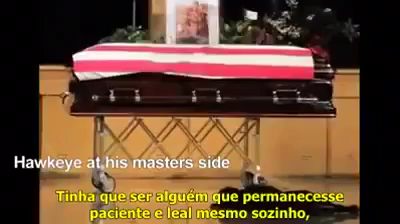 Hawkeye at his masters side
Tinha que ser alguém que permanecesse
paciente e leal mesmo sozinho,